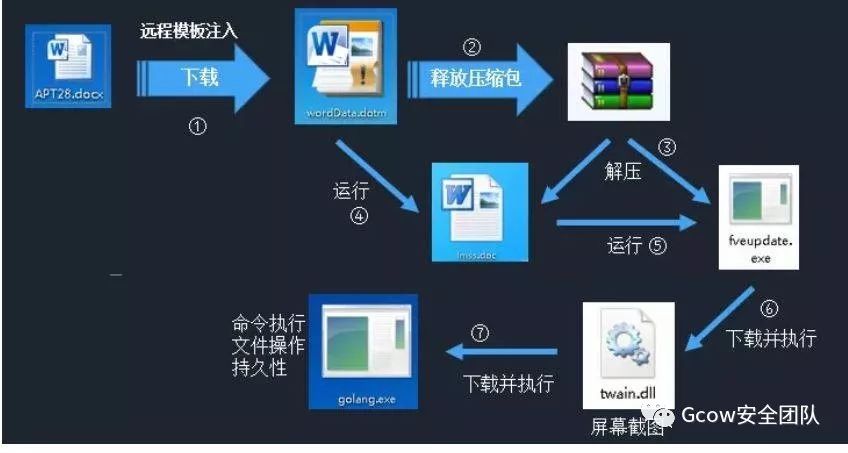 远程模板注入
下载
①
APT28.docx
wordData.dotm
②
释放压缩包
③
解压
运行
④
lmss.doc
运行 ⑤
fveupdate.
exe
⑥
下载并执行
twain.dll
屏幕截图
⑦
下载并执行
golang.exe
命令执行
文件操作
持久性
Gcow安全团队